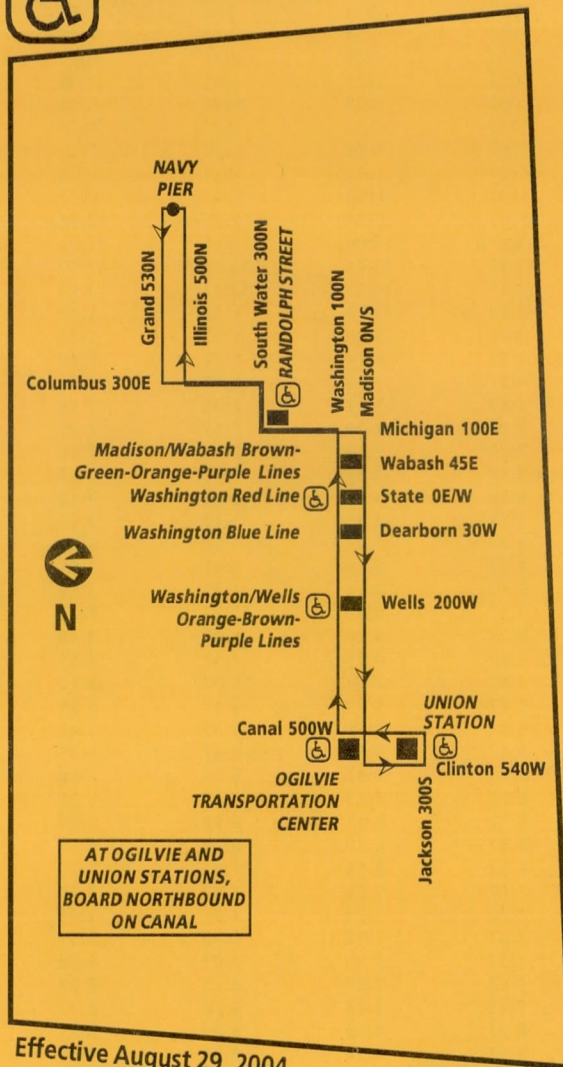 NAVY
PIER
Grand 530N
Illinois 500N
South Water 300N
RANDOLPH STREET
Washington 100N
Madison 0N/S
Columbus 300E
Michigan 100E
Madison/Wabash Brown-
Green-Orange-Purple Lines
Wabash 45E
Washington Red Line
State 0E/W
Washington Blue Line
Dearborn 30W
N
Washington/Wells
Orange-Brown-
Purple Lines
Wells 200W
UNION
STATION
Canal 500W
Clinton 540W
OGILVIE
TRANSPORTATION
CENTER
Jackson 300S
AT OGILVIE AND
UNION STATIONS,
BOARD NORTHBOUND
ON CANAL
Effective August 29, 2004